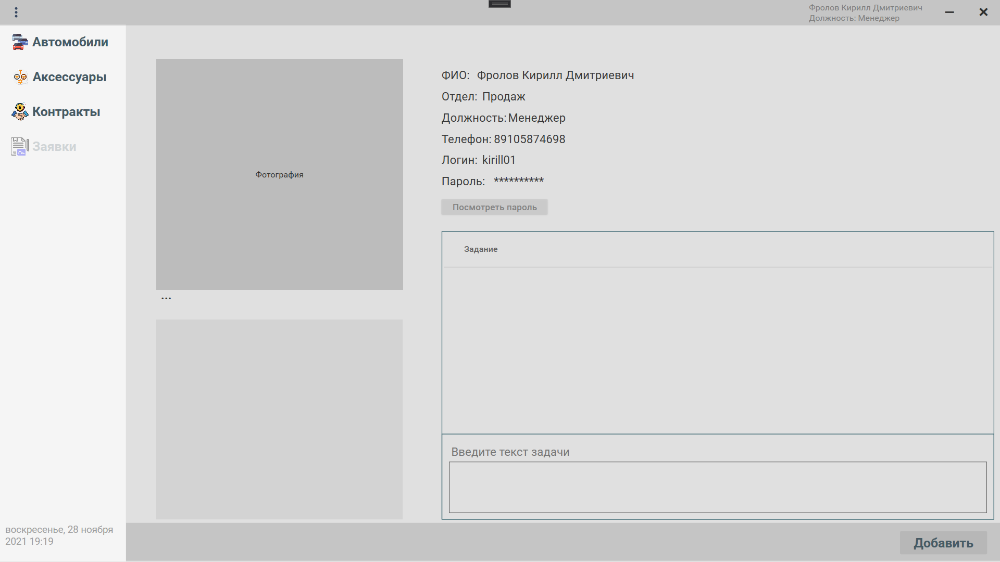 Фролов Кирилл Дмитриевич
Должность: Менеджер
Автомобили
Аксессуары
Контракты
Заявки
Фотография
...
ФИО: Фролов Кирилл Дмитриевич
Отдел: Продаж
Должность: Менеджер
Телефон: 89105874698
Логин: kirill01
Пароль: **********
Посмотреть пароль
Задание
Введите текст задачи
воскресенье, 28 ноября
2021 19:19
Добавить